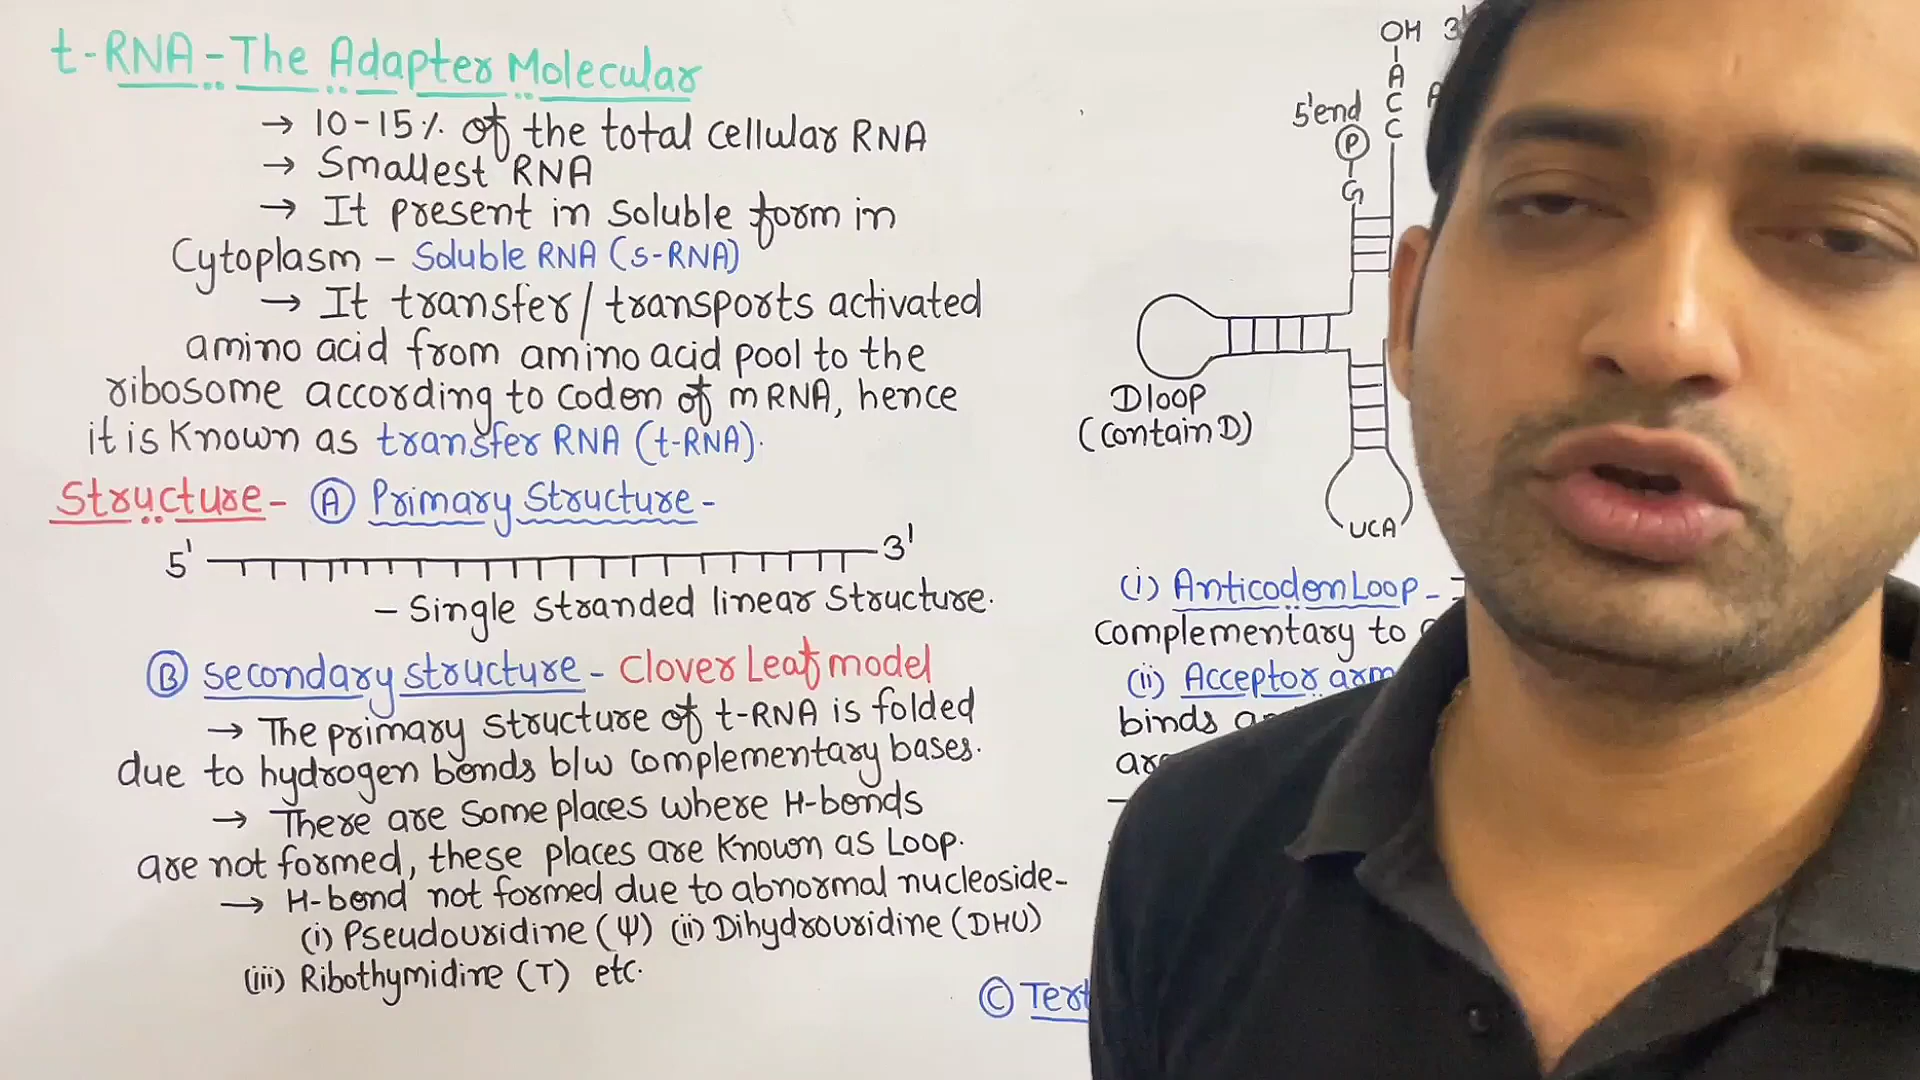 t-RNA-The Adapter Molecular
→ 10-15% of the total cellular RNA
→ Smallest RNA
→ It present in soluble form in
Cytoplasm - Soluble RNA (s-RNA)
→ It transfer/transports activated
amino acid from amino acid pool to the
ribosome according to codon of mRNA, hence
it is known as transfer RNA (t-RNA).
Structure- (A) Primary Structure-
5' 3'
- Single stranded linear structure.
(B) Secondary structure - Clover Leaf model
→ The primary structure of t-RNA is folded
due to hydrogen bonds b/w complementary bases.
→ There are some places where H-bonds
are not formed, these places are known as Loop.
→ H-bond not formed due to abnormal nucleoside-
(i) Pseudouridine (Ψ) (ii) Dihydrouridine (DHU)
(iii) Ribothymidine (T) etc.
OH 3'
A
C
C
5'end
P
G
D loop
(contain D)
UCA
(i) Anticodon Loop -
complementary to
(ii) Acceptor arm
binds
(C)